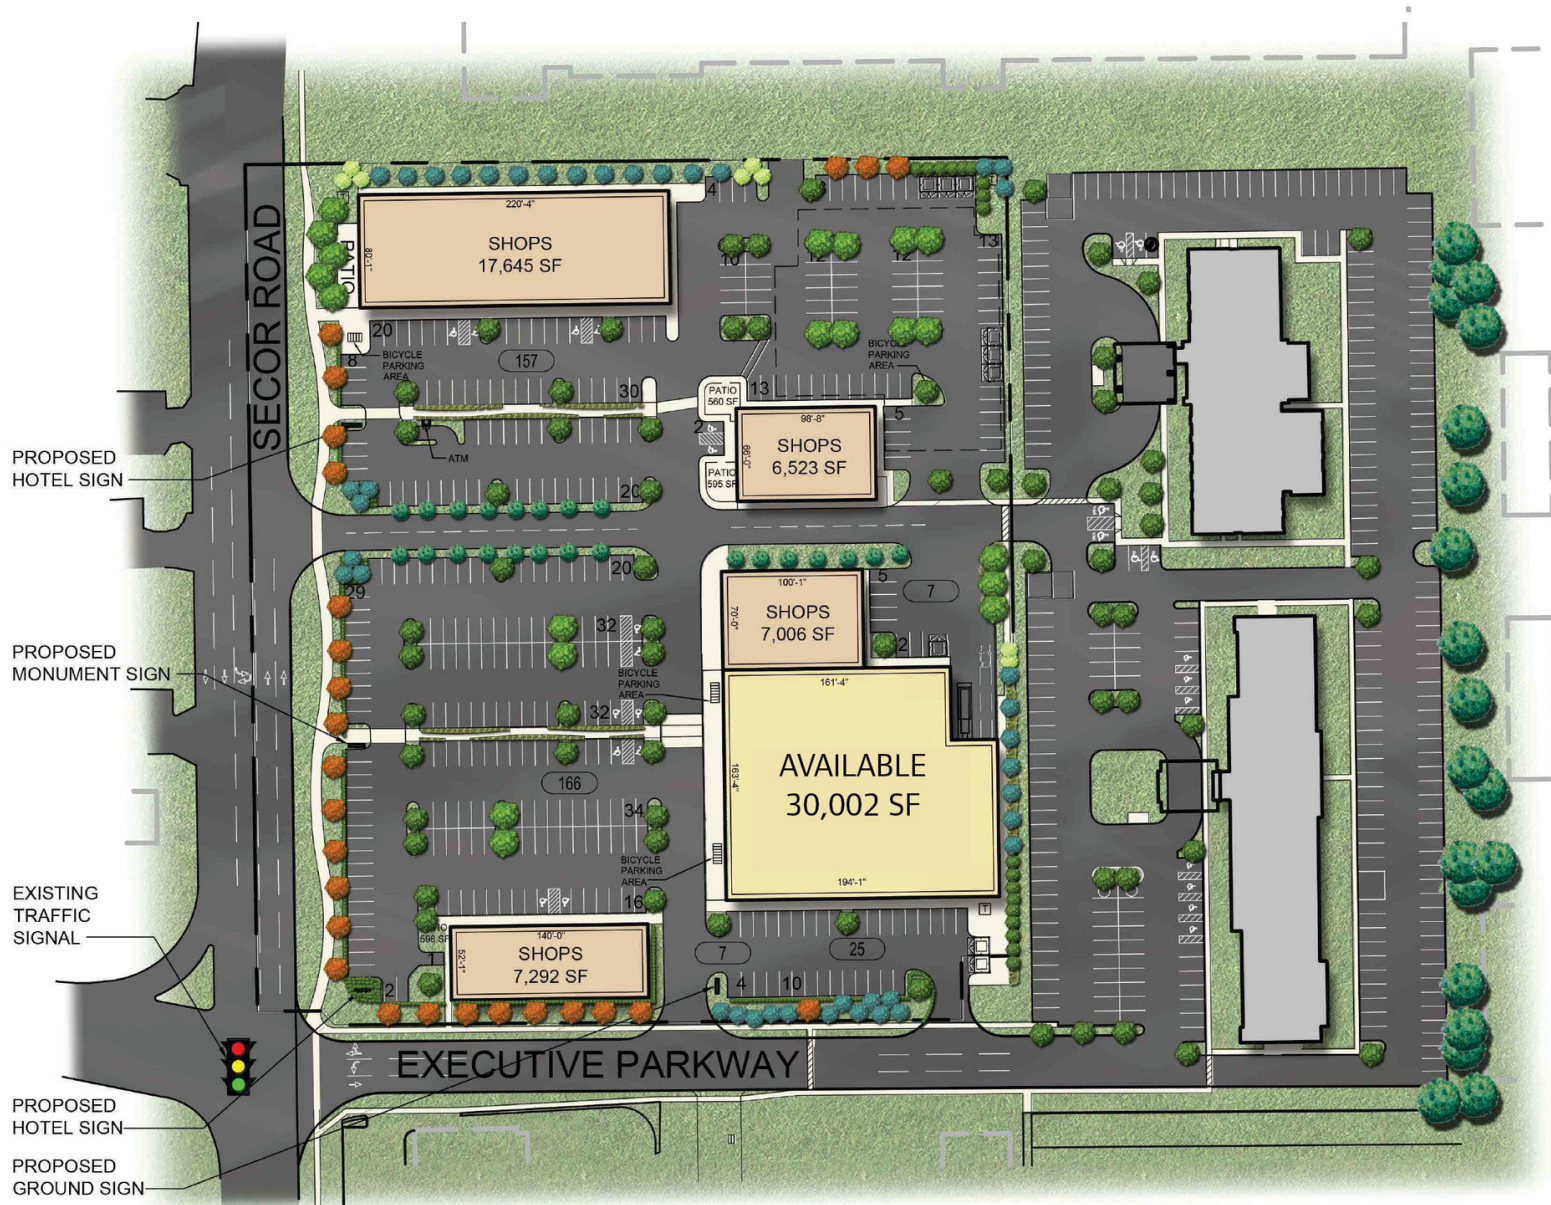 SECOR ROAD
220'-4"
80'-1"
SHOPS
17,645 SF
PATIO
4
10
12
12
13
20
8
BICYCLE
PARKING
AREA
157
30
ATM
PROPOSED
HOTEL SIGN
BICYCLE
PARKING
AREA
PATIO
560 SF
13
5
2
98'-8"
66'-0"
SHOPS
6,523 SF
PATIO
595 SF
20
20
29
100'-1"
70'-0"
SHOPS
7,006 SF
5
7
2
32
BICYCLE
PARKING
AREA
32
PROPOSED
MONUMENT SIGN
161'-4"
163'-4"
AVAILABLE
30,002 SF
194'-1"
166
34
BICYCLE
PARKING
AREA
16
T
EXISTING
TRAFFIC
SIGNAL
598 SF
140'-0"
52'-1"
SHOPS
7,292 SF
1
2
7
25
4
10
EXECUTIVE PARKWAY
PROPOSED
HOTEL SIGN
PROPOSED
GROUND SIGN